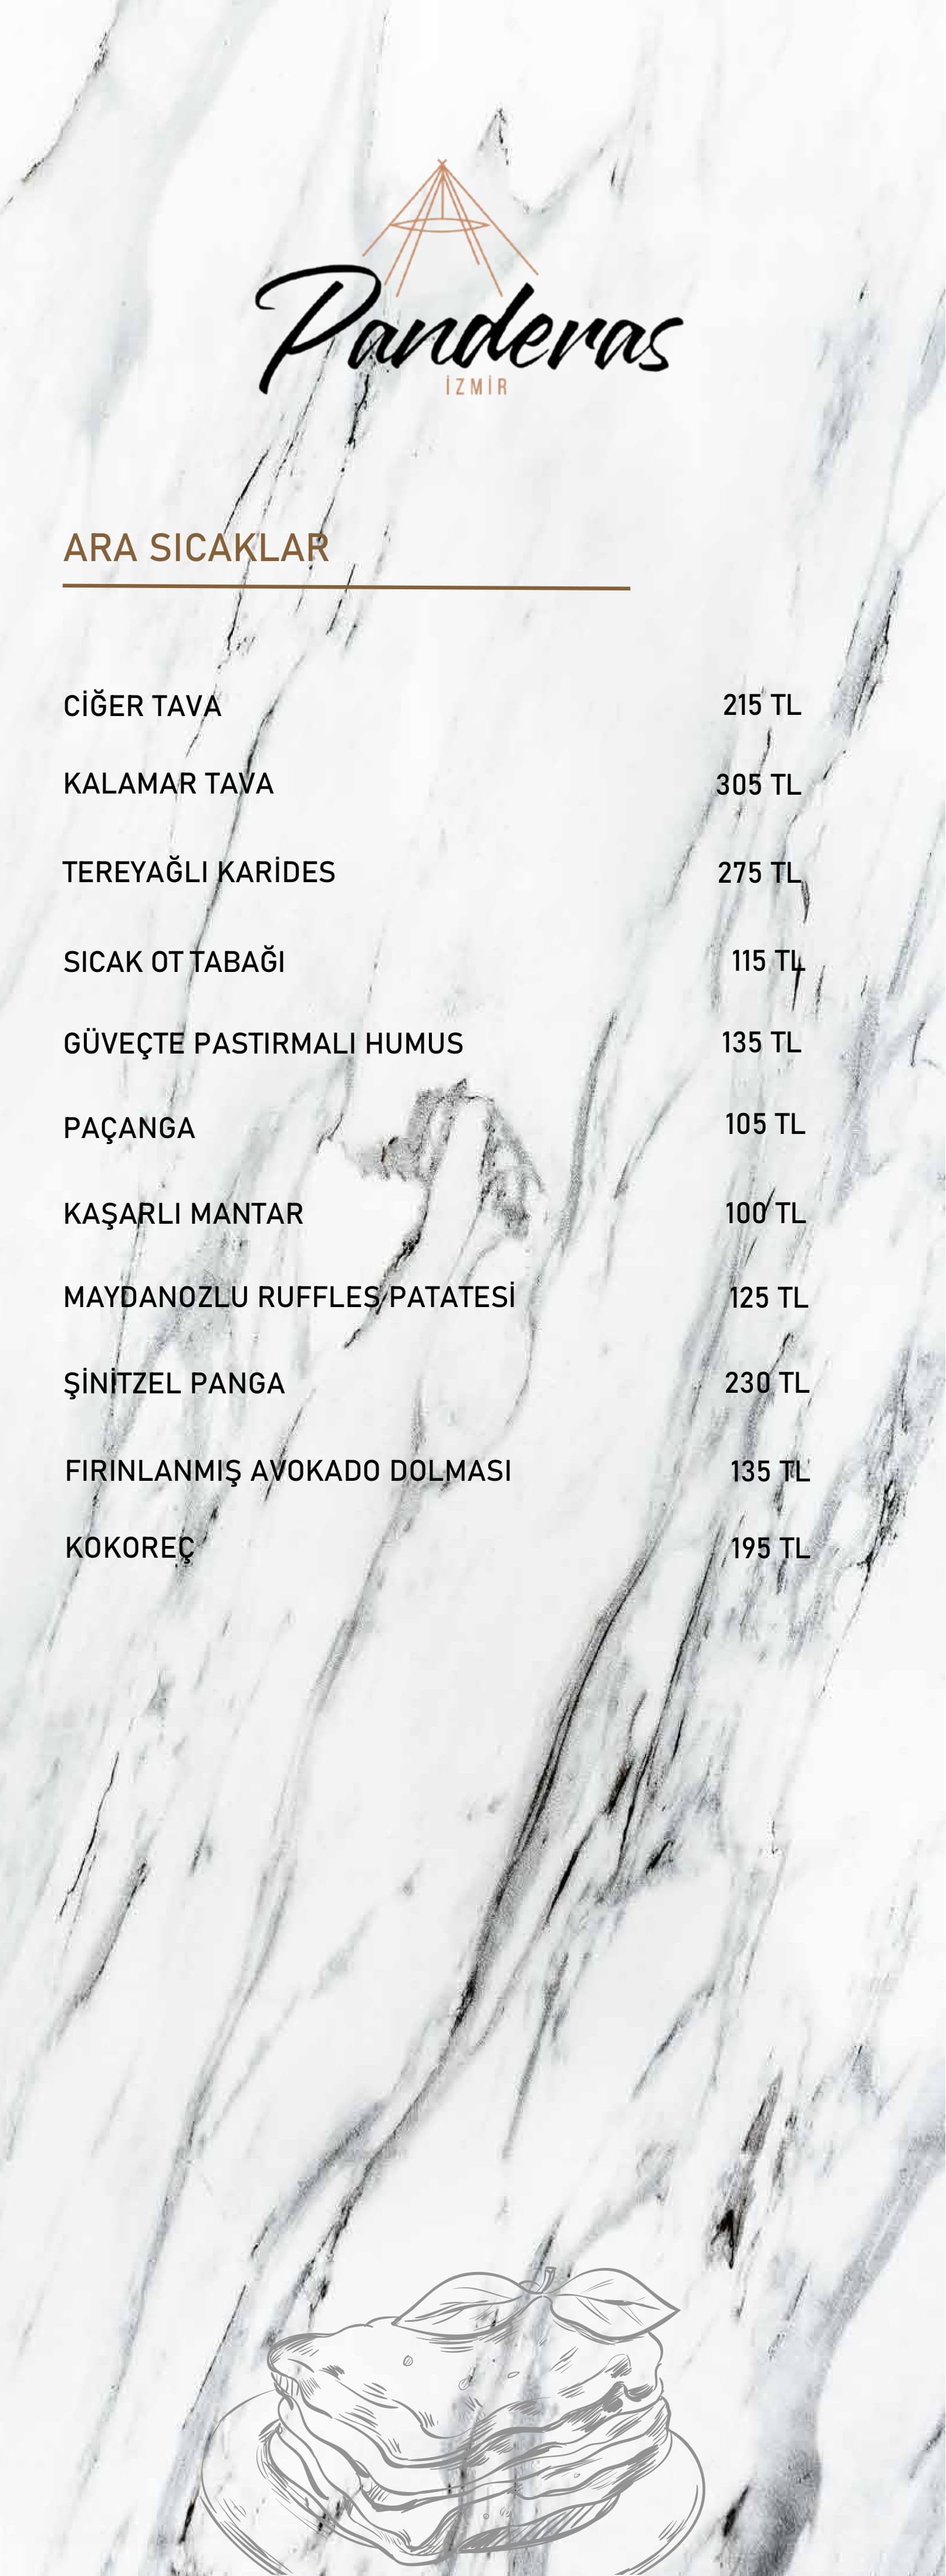 Panderas
İZMİR
ARA SICAKLAR
CİĞER TAVA 215 TL
KALAMAR TAVA 305 TL
TEREYAĞLI KARİDES 275 TL
SICAK OT TABAĞI 115 TL
GÜVEÇTE PASTIRMALI HUMUS 135 TL
PAÇANGA 105 TL
KAŞARLI MANTAR 100 TL
MAYDANOZLU RUFFLES PATATESİ 125 TL
ŞİNİTZEL PANGA 230 TL
FIRINLANMIŞ AVOKADO DOLMASI 135 TL
KOKOREÇ 195 TL